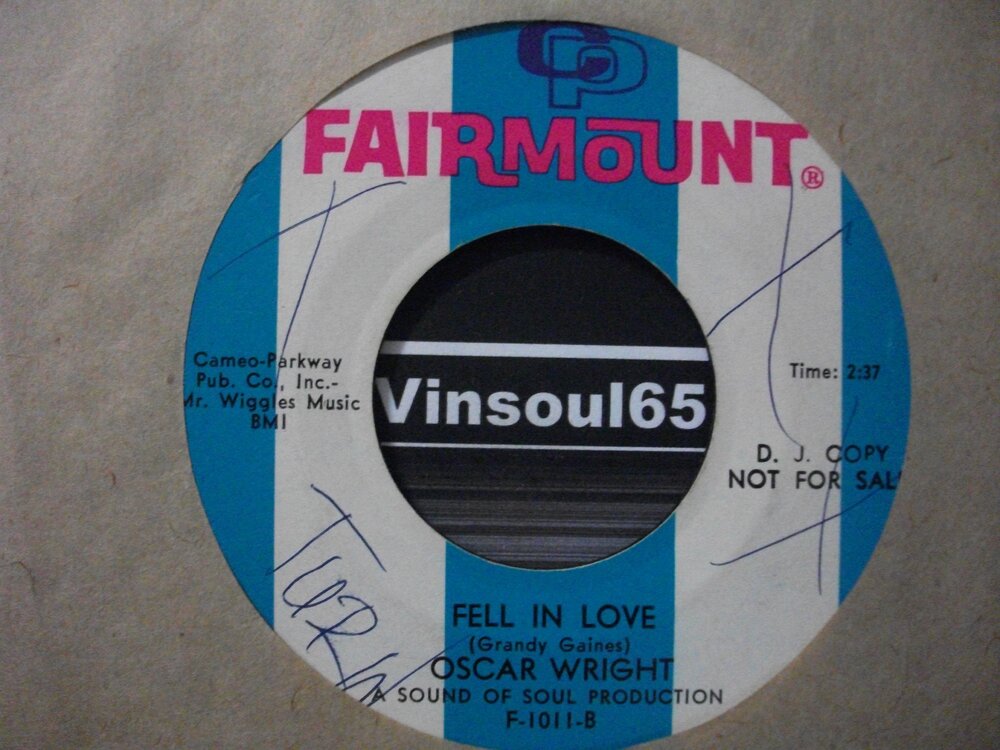 CP
FAIRMOUNT®
Cameo-Parkway
Pub. Co., Inc.-
Mr. Wiggles Music
BMI
Vinsoul65
Time: 2:37
D. J. COPY
NOT FOR SAL
TURN
FELL IN LOVE
(Grandy Gaines)
OSCAR WRIGHT
A SOUND OF SOUL PRODUCTION
F-1011-B